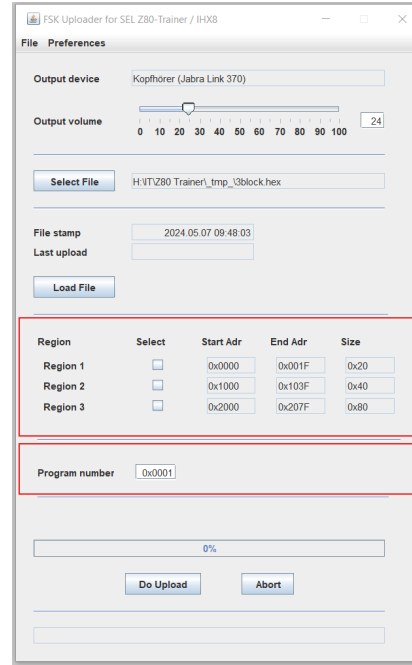 FSK Uploader for SEL Z80-Trainer / IHX8
File Preferences
Output device Kopfhörer (Jabra Link 370)
Output volume 24
0 10 20 30 40 50 60 70 80 90 100
Select File H:\IT\Z80 Trainer\_tmp_\3block.hex
File stamp 2024.05.07 09:48:03
Last upload
Load File
Region Select Start Adr End Adr Size
Region 1 0x0000 0x001F 0x20
Region 2 0x1000 0x103F 0x40
Region 3 0x2000 0x207F 0x80
Program number 0x0001
0%
Do Upload Abort